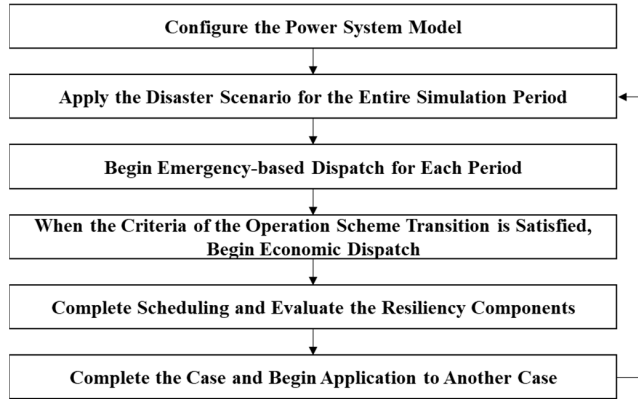 Configure the Power System Model
Apply the Disaster Scenario for the Entire Simulation Period
Begin Emergency-based Dispatch for Each Period
When the Criteria of the Operation Scheme Transition is Satisfied,
Begin Economic Dispatch
Complete Scheduling and Evaluate the Resiliency Components
Complete the Case and Begin Application to Another Case